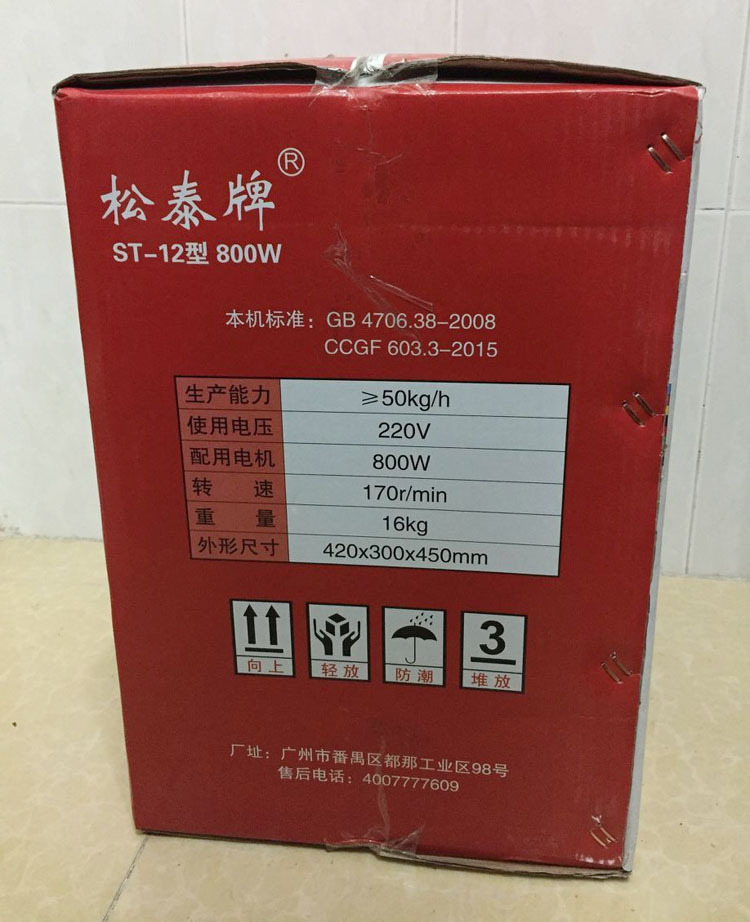 松泰牌®
ST-12型 800W
本机标准：GB 4706.38-2008
CCGF 603.3-2015
生产能力 ≥50kg/h
使用电压 220V
配用电机 800W
转 速 170r/min
重 量 16kg
外形尺寸 420x300x450mm
3
向上 轻放 防潮 堆放
厂址：广州市番禺区都那工业区98号
售后电话：4007777609